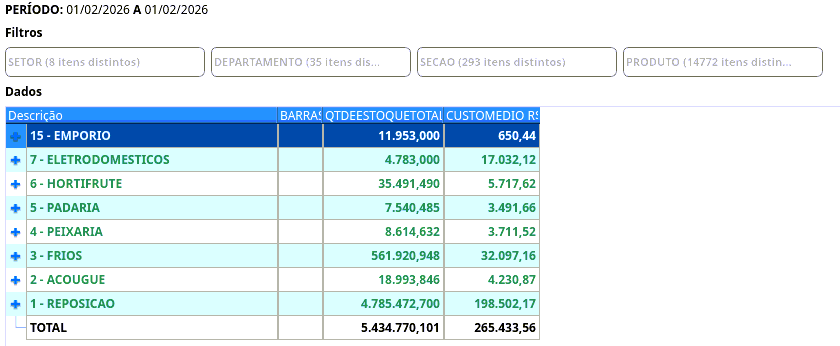 PERÍODO: 01/02/2026 A 01/02/2026
Filtros
SETOR (8 itens distintos) DEPARTAMENTO (35 itens dis... SECAO (293 itens distintos) PRODUTO (14772 itens distin...
Dados
Descrição BARRAS QTDEESTOQUETOTAL CUSTOMEDIO R$
15 - EMPORIO 11.953,000 650,44
7 - ELETRODOMESTICOS 4.783,000 17.032,12
6 - HORTIFRUTE 35.491,490 5.717,62
5 - PADARIA 7.540,485 3.491,66
4 - PEIXARIA 8.614,632 3.711,52
3 - FRIOS 561.920,948 32.097,16
2 - ACOUGUE 18.993,846 4.230,87
1 - REPOSICAO 4.785.472,700 198.502,17
TOTAL 5.434.770,101 265.433,56